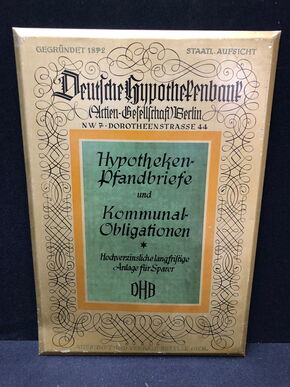 GEGRÜNDET 1872 STAATL. AUFSICHT
Deutsche Hypothekenbank
(Actien-Gesellschaft) Berlin
NW 7 · DOROTHEENSTRASSE 44
Hypotheken-
Pfandbriefe
und
Kommunal-
Obligationen
*
Hochverzinsliche langfristige
Anlage für Sparer
DHB